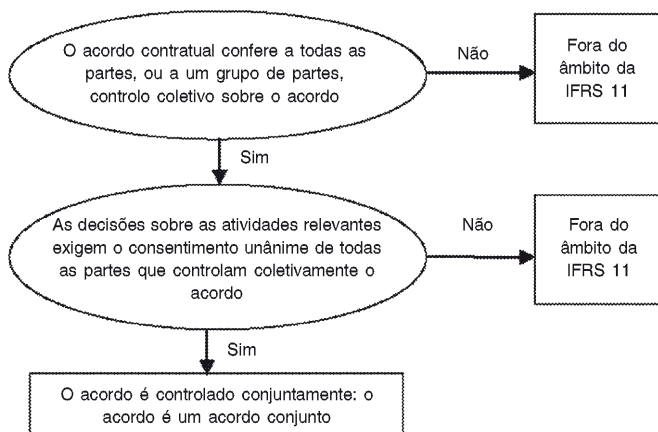 O acordo contratual confere a todas as
partes, ou a um grupo de partes,
controlo coletivo sobre o acordo
Não
Fora do
âmbito da
IFRS 11
Sim
As decisões sobre as atividades relevantes
exigem o consentimento unânime de todas
as partes que controlam coletivamente o
acordo
Não
Fora do
âmbito da
IFRS 11
Sim
O acordo é controlado conjuntamente: o
acordo é um acordo conjunto